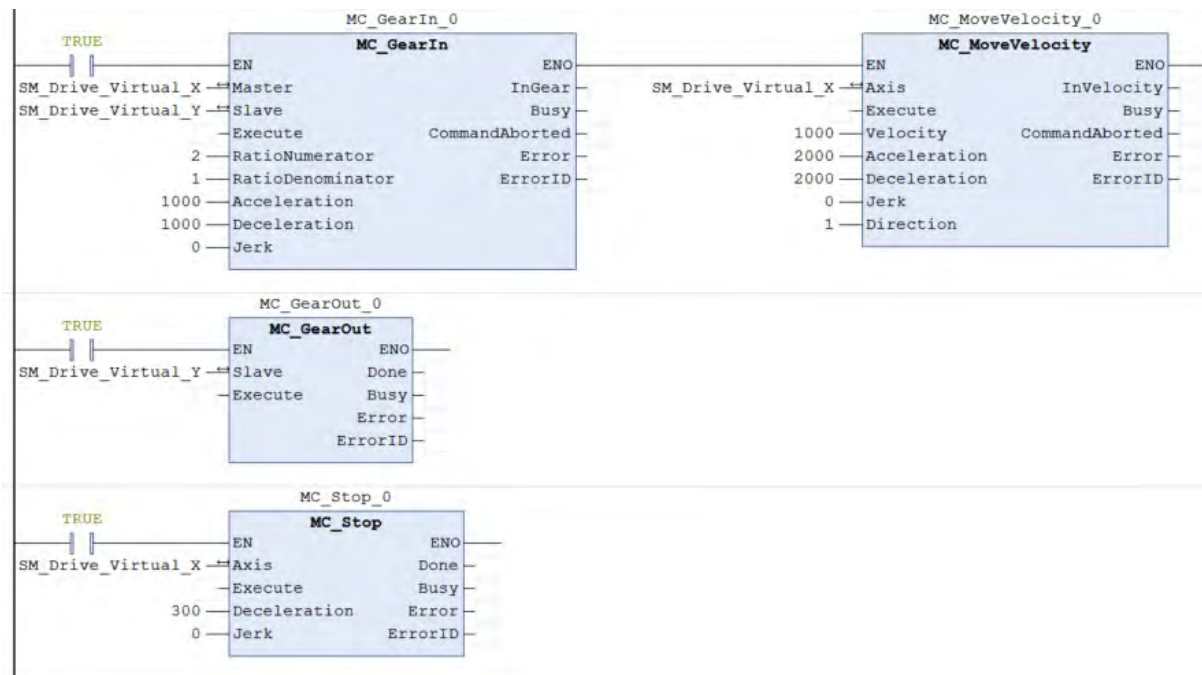 MC_GearIn_0 MC_MoveVelocity_0
TRUE MC_GearIn MC_MoveVelocity
EN ENO EN ENO
SM_Drive_Virtual_X Master InGear SM_Drive_Virtual_X Axis InVelocity
SM_Drive_Virtual_Y Slave Busy Execute Busy
Execute CommandAborted 1000 Velocity CommandAborted
2 RatioNumerator Error 2000 Acceleration Error
1 RatioDenominator ErrorID 2000 Deceleration ErrorID
1000 Acceleration 0 Jerk
1000 Deceleration 1 Direction
0 Jerk
MC_GearOut_0
TRUE MC_GearOut
EN ENO
SM_Drive_Virtual_Y Slave Done
Execute Busy
Error
ErrorID
MC_Stop_0
TRUE MC_Stop
EN ENO
SM_Drive_Virtual_X Axis Done
Execute Busy
300 Deceleration Error
0 Jerk ErrorID